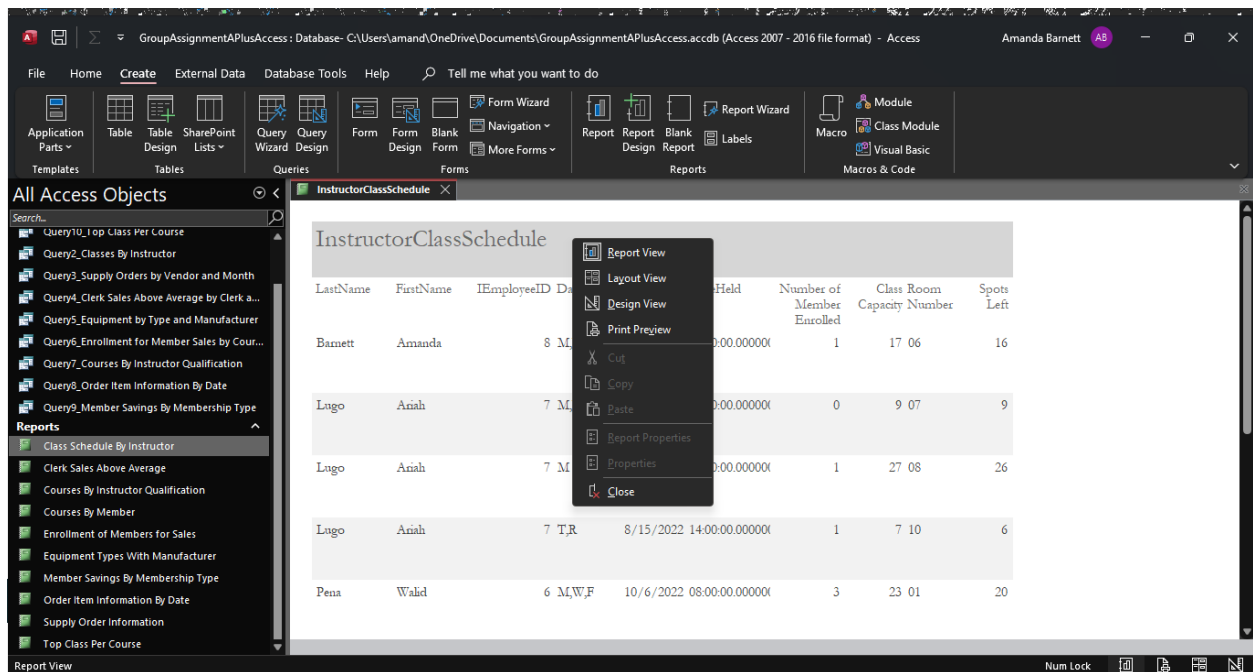 GroupAssignmentAPlusAccess : Database- C:\Users\amand\OneDrive\Documents\GroupAssignmentAPlusAccess.accdb (Access 2007 - 2016 file format) - Access
Amanda Barnett AB
File Home Create External Data Database Tools Help Tell me what you want to do
Application Parts
Table
Table Design
SharePoint Lists
Query Wizard
Query Design
Form
Form Design
Blank Form
Form Wizard
Navigation
More Forms
Report
Report Design
Blank Report
Report Wizard
Labels
Macro
Module
Class Module
Visual Basic
Templates Tables Queries Forms Reports Macros & Code
All Access Objects
Search...
Query10_Top Class Per Course
Query2_Classes By Instructor
Query3_Supply Orders by Vendor and Month
Query4_Clerk Sales Above Average by Clerk a...
Query5_Equipment by Type and Manufacturer
Query6_Enrollment for Member Sales by Cour...
Query7_Courses By Instructor Qualification
Query8_Order Item Information By Date
Query9_Member Savings By Membership Type
Reports
Class Schedule By Instructor
Clerk Sales Above Average
Courses By Instructor Qualification
Courses By Member
Enrollment of Members for Sales
Equipment Types With Manufacturer
Member Savings By Membership Type
Order Item Information By Date
Supply Order Information
Top Class Per Course
InstructorClassSchedule
InstructorClassSchedule
LastName FirstName IEmployeeID Da eHeld Number of Member Enrolled Class Capacity Room Number Spots Left
Barnett Amanda 8 M, 0:00.00000( 1 17 06 16
Lugo Ariah 7 M, 0:00.00000( 0 9 07 9
Lugo Ariah 7 M 0:00.00000( 1 27 08 26
Lugo Ariah 7 T,R 8/15/2022 14:00:00.00000( 1 7 10 6
Pena Walid 6 M,W,F 10/6/2022 08:00:00.00000( 3 23 01 20
Report View
Layout View
Design View
Print Preview
Cut
Copy
Paste
Report Properties
Properties
Close
Report View
Num Lock